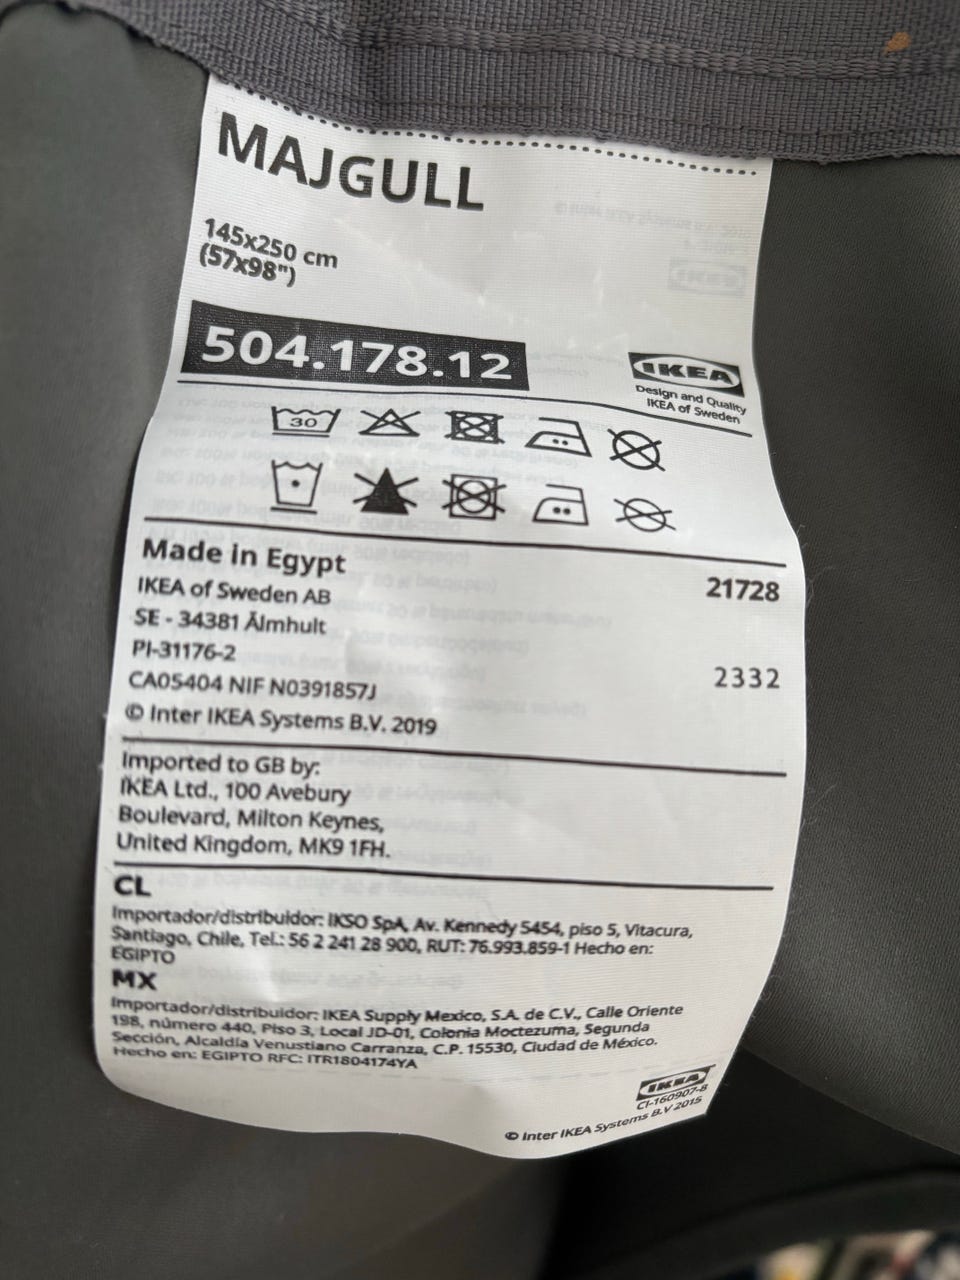 MAJGULL
145x250 cm
(57x98")
504.178.12
IKEA
Design and Quality
IKEA of Sweden
30
Made in Egypt
21728
IKEA of Sweden AB
SE - 34381 Älmhult
PI-31176-2
2332
CA05404 NIF N0391857J
© Inter IKEA Systems B.V. 2019
Imported to GB by:
IKEA Ltd., 100 Avebury
Boulevard, Milton Keynes,
United Kingdom, MK9 1FH.
CL
Importador/distribuidor: IKSO SpA, Av. Kennedy 5454, piso 5, Vitacura,
Santiago, Chile, Tel.: 56 2 241 28 900, RUT: 76.993.859-1 Hecho en:
EGIPTO
MX
Importador/distribuidor: IKEA Supply Mexico, S.A. de C.V., Calle Oriente
198, número 440, Piso 3, Local JD-01, Colonia Moctezuma, Segunda
Sección, Alcaldía Venustiano Carranza, C.P. 15530, Ciudad de México.
Hecho en: EGIPTO RFC: ITR1804174YA
IKEA
CI-160907-8
© Inter IKEA Systems B.V 2015